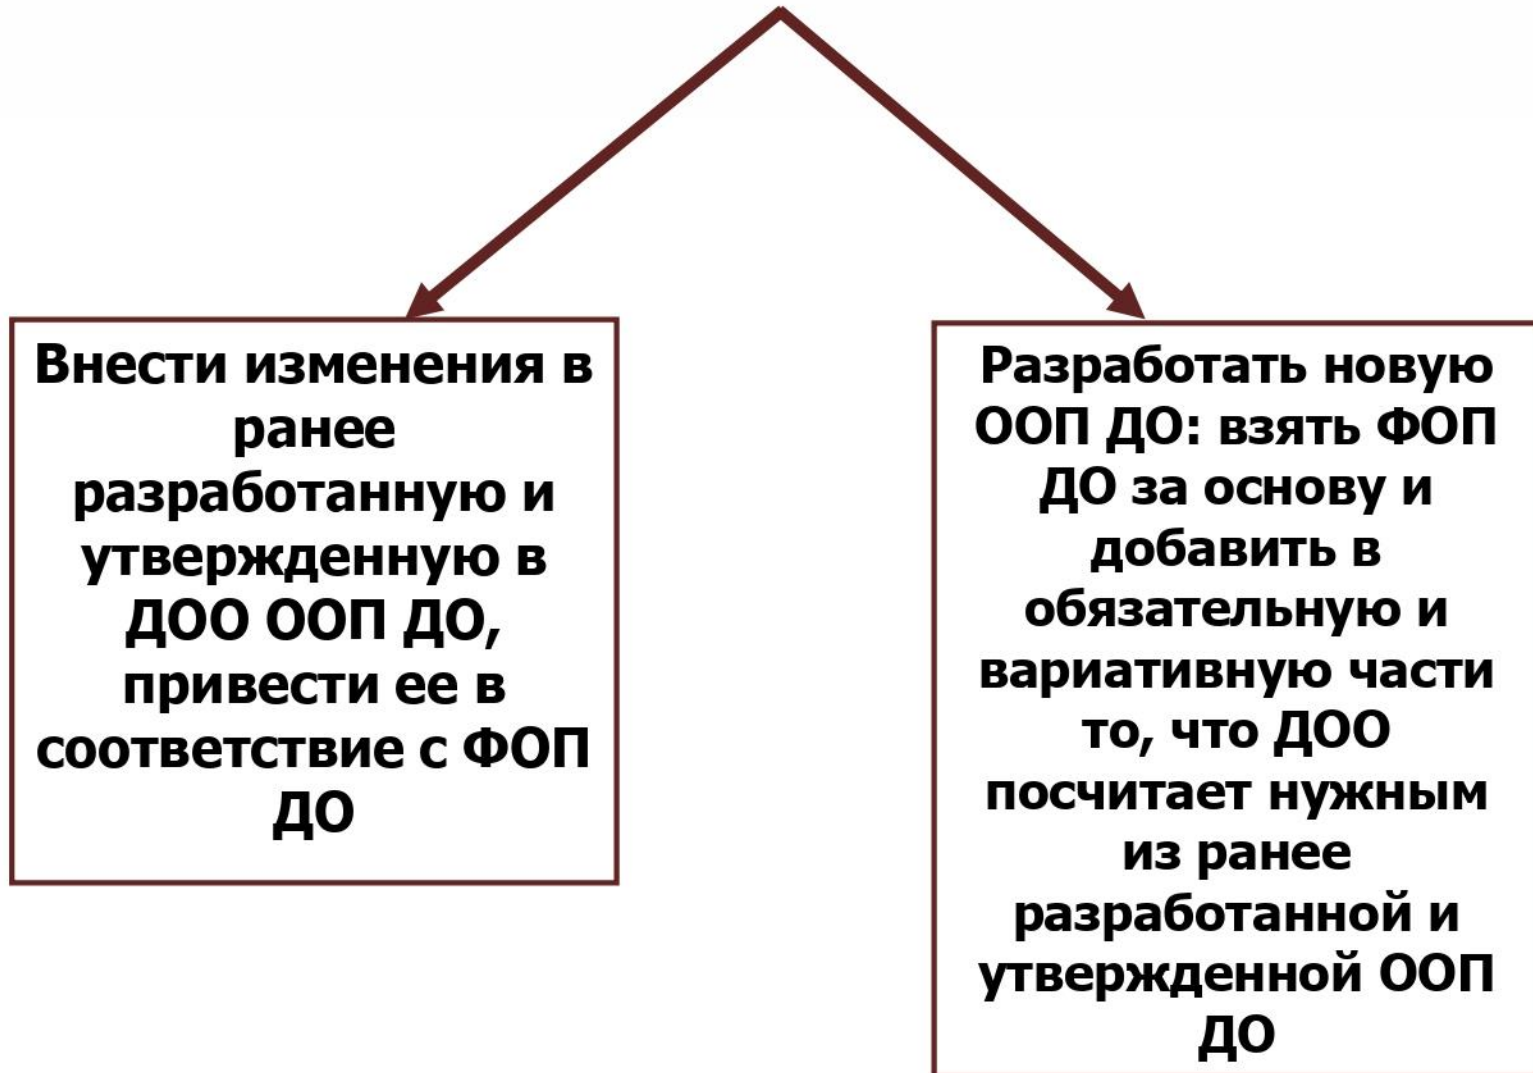 Внести изменения в
ранее
разработанную и
утвержденную в
ДОО ООП ДО,
привести ее в
соответствие с ФОП
ДО
Разработать новую
ООП ДО: взять ФОП
ДО за основу и
добавить в
обязательную и
вариативную части
то, что ДОО
посчитает нужным
из ранее
разработанной и
утвержденной ООП
ДО